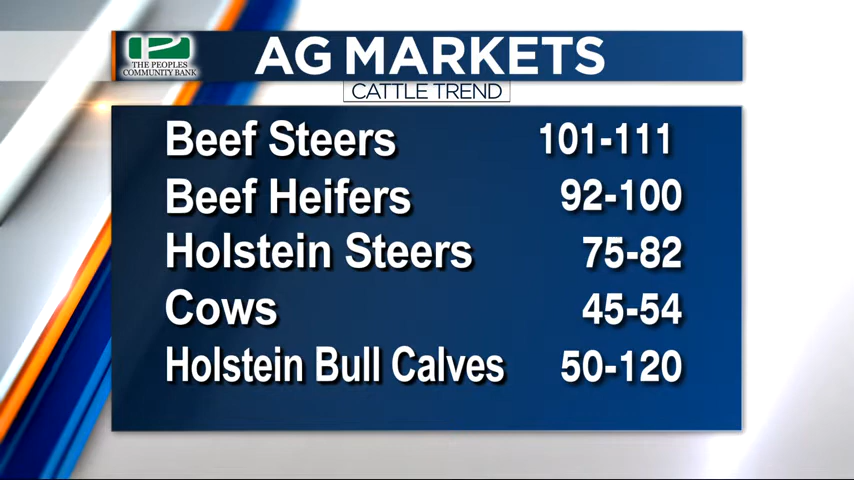 THE PEOPLES
COMMUNITY BANK
AG MARKETS
CATTLE TREND
Beef Steers 101-111
Beef Heifers 92-100
Holstein Steers 75-82
Cows 45-54
Holstein Bull Calves 50-120